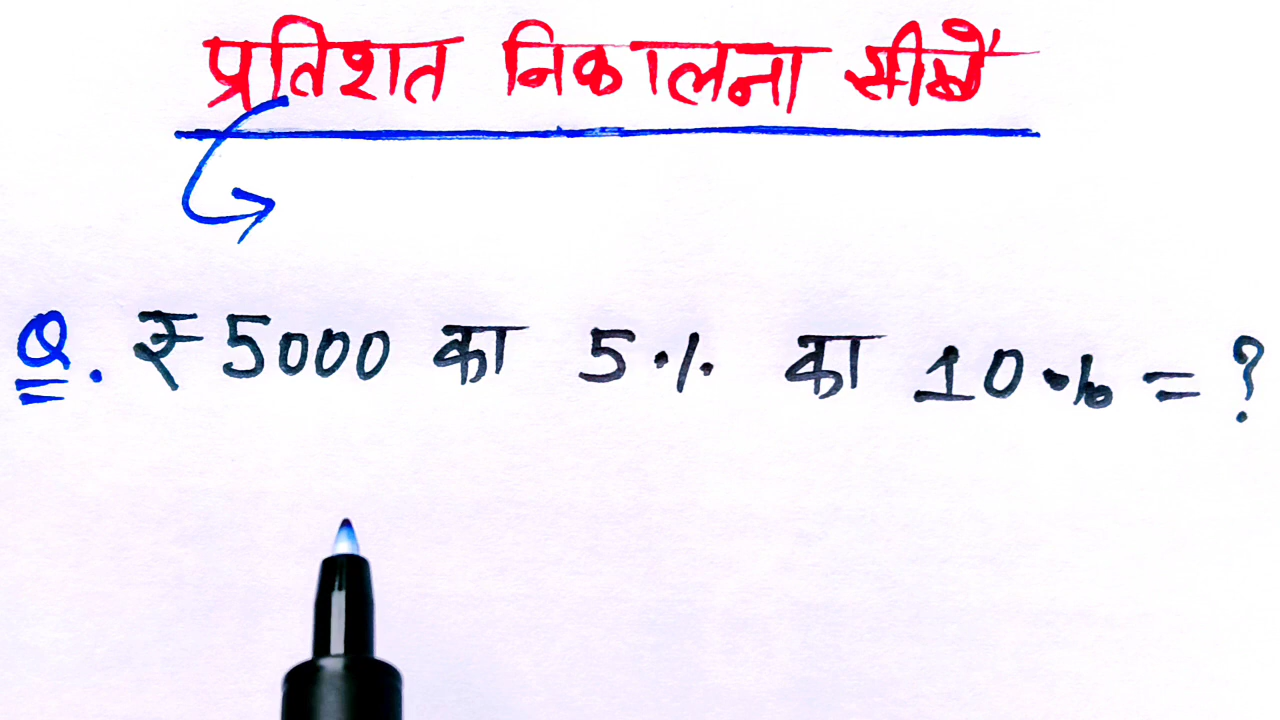 प्रतिशत निकालना सीखें
Q. ₹ 5000 का 5% का 10% = ?